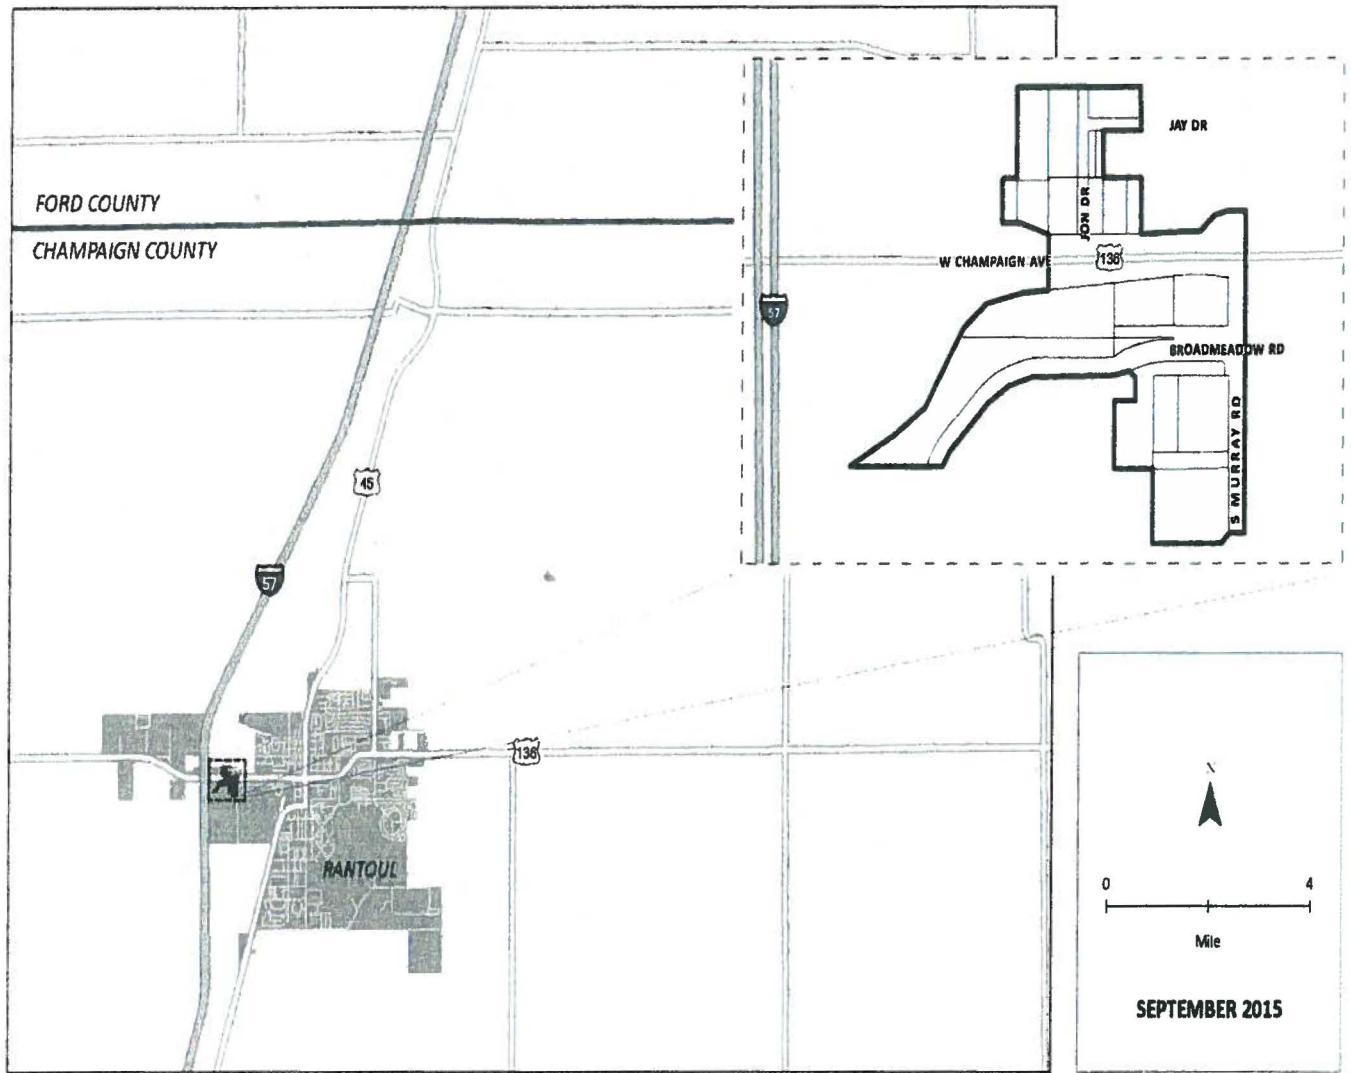 FORD COUNTY
CHAMPAIGN COUNTY
JAY DR
JON DR
W CHAMPAIGN AVE
136
57
BROADMEADOW RD
S MURRAY RD
45
57
136
RANTOUL
N
0 4
Mile
SEPTEMBER 2015